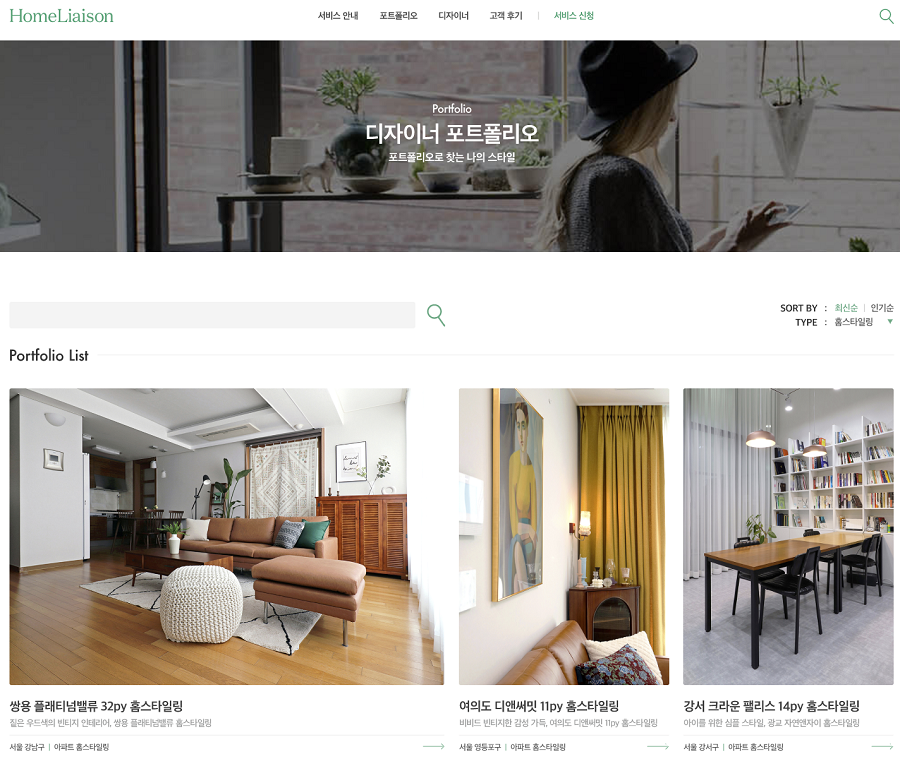 HomeLiaison
서비스 안내 포트폴리오 디자이너 고객 후기 | 서비스 신청
Portfolio
디자이너 포트폴리오
포트폴리오로 찾는 나의 스타일
SORT BY : 최신순 | 인기순
TYPE : 홈스타일링 ▼
Portfolio List
쌍용 플래티넘밸류 32py 홈스타일링
짙은 우드색의 빈티지 인테리어, 쌍용 플래티넘밸류 홈스타일링
서울 강남구 | 아파트 홈스타일링
여의도 디앤써밋 11py 홈스타일링
비비드 빈티지한 감성 가득, 여의도 디앤써밋 11py 홈스타일링
서울 영등포구 | 아파트 홈스타일링
강서 크라운 팰리스 14py 홈스타일링
아이를 위한 심플 스타일, 광교 자연앤자이 홈스타일링
서울 강서구 | 아파트 홈스타일링